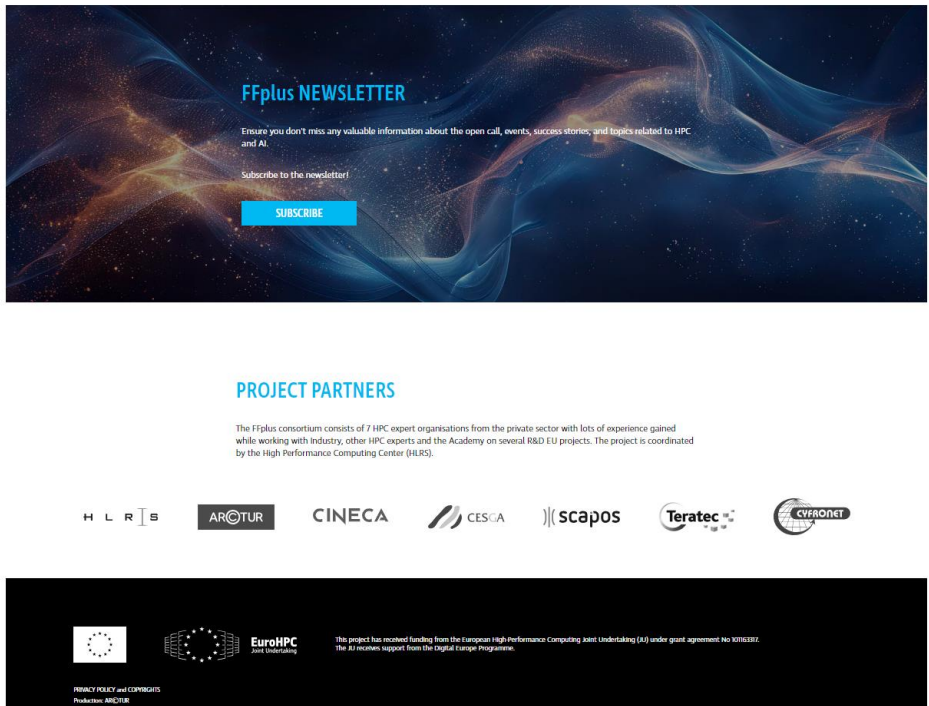 FFplus NEWSLETTER
Ensure you don't miss any valuable information about the open call, events, success stories, and topics related to HPC
and AI.
Subscribe to the newsletter!
SUBSCRIBE
PROJECT PARTNERS
The FFplus consortium consists of 7 HPC expert organisations from the private sector with lots of experience gained
while working with Industry, other HPC experts and the Academy on several R&D EU projects. The project is coordinated
by the High Performance Computing Center (HLRS).
H L R S
ARCTUR
CINECA
CESGA
scapos
Teratec
CYFRONET
EuroHPC
Joint Undertaking
This project has received funding from the European High-Performance Computing Joint Undertaking (JU) under grant agreement No 101163317.
The JU receives support from the Digital Europe Programme.
PRIVACY POLICY and COPYRIGHTS
Production: ARCTUR